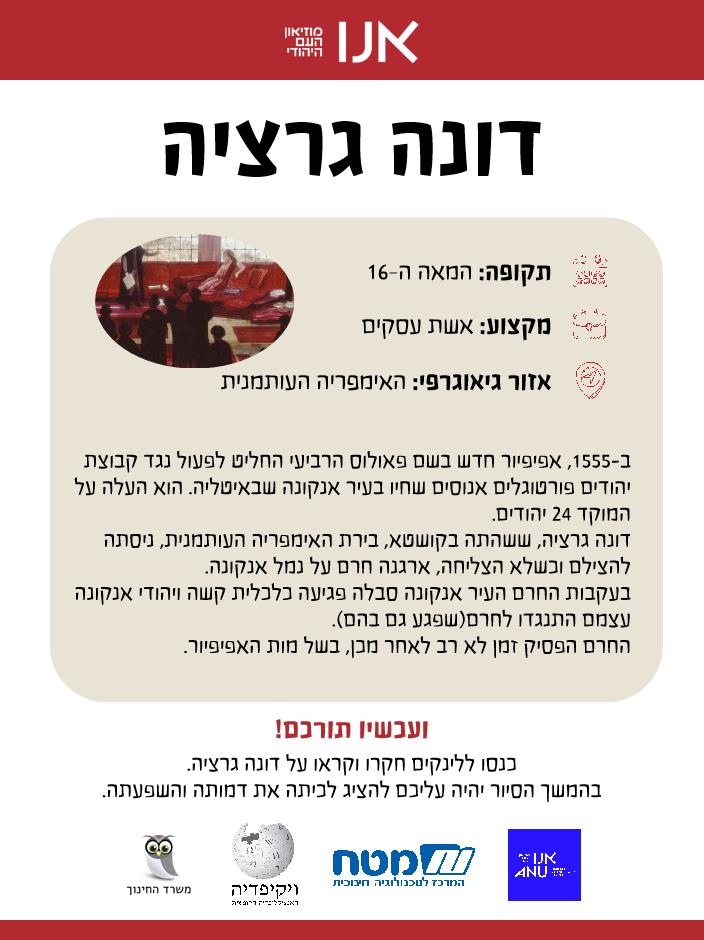 אנו
מוזיאון
העם
היהודי
דונה גרציה
תקופה: המאה ה-16
מקצוע: אשת עסקים
אזור גיאוגרפי: האימפריה העותמנית
ב-1555, אפיפיור חדש בשם פאולוס הרביעי החליט לפעול נגד קבוצת
יהודים פורטוגלים אנוסים שחיו בעיר אנקונה שבאיטליה. הוא העלה על
המוקד 24 יהודים.
דונה גרציה, ששהתה בקושטא, בירת האימפריה העותמנית, ניסתה
להצילם וכשלא הצליחה, ארגנה חרם על נמל אנקונה.
בעקבות החרם העיר אנקונה סבלה פגיעה כלכלית קשה ויהודי אנקונה
עצמם התנגדו לחרם(שפגע גם בהם).
החרם הפסיק זמן לא רב לאחר מכן, בשל מות האפיפיור.
ועכשיו תורכם!
כנסו ללינקים חקרו וקראו על דונה גרציה.
בהמשך הסיור יהיה עליכם להציג לכיתה את דמותה והשפעתה.
אנו
ANU
מטח
המרכז לטכנולוגיה חינוכית
ויקיפדיה
משרד החינוך